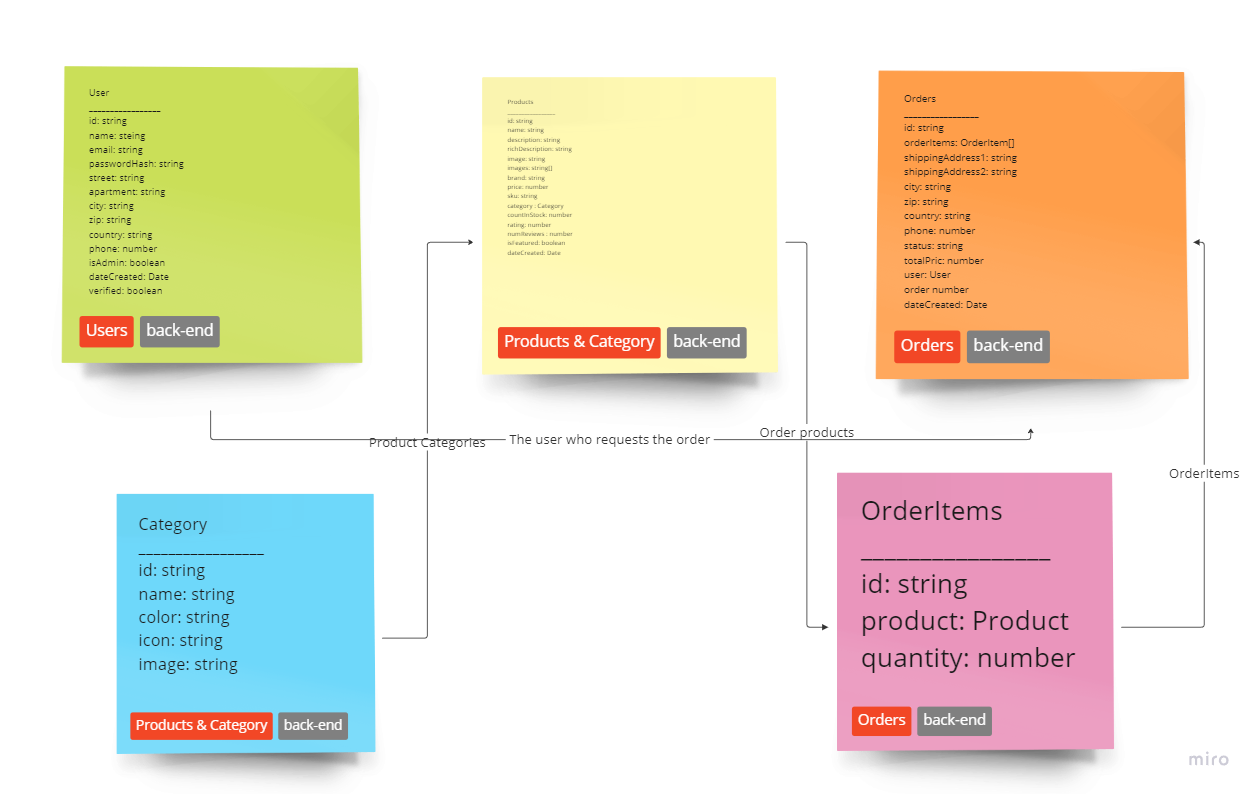 User
________________
id: string
name: steing
email: string
passwordHash: string
street: string
apartment: string
city: string
zip: string
country: string
phone: number
isAdmin: boolean
dateCreated: Date
verified: boolean
Users
back-end
Products
________________
id: string
name: string
description: string
richDescription: string
image: string
images: string[]
brand: string
price: number
sku: string
category : Category
countInStock: number
rating: number
numReviews : number
isFeatured: boolean
dateCreated: Date
Products & Category
back-end
Orders
________________
id: string
orderItems: OrderItem[]
shippingAddress1: string
shippingAddress2: string
city: string
zip: string
country: string
phone: number
status: string
totalPric: number
user: User
order number
dateCreated: Date
Orders
back-end
Product Categories
The user who requests the order
Order products
OrderItems
Category
________________
id: string
name: string
color: string
icon: string
image: string
Products & Category
back-end
OrderItems
________________
id: string
product: Product
quantity: number
Orders
back-end
miro